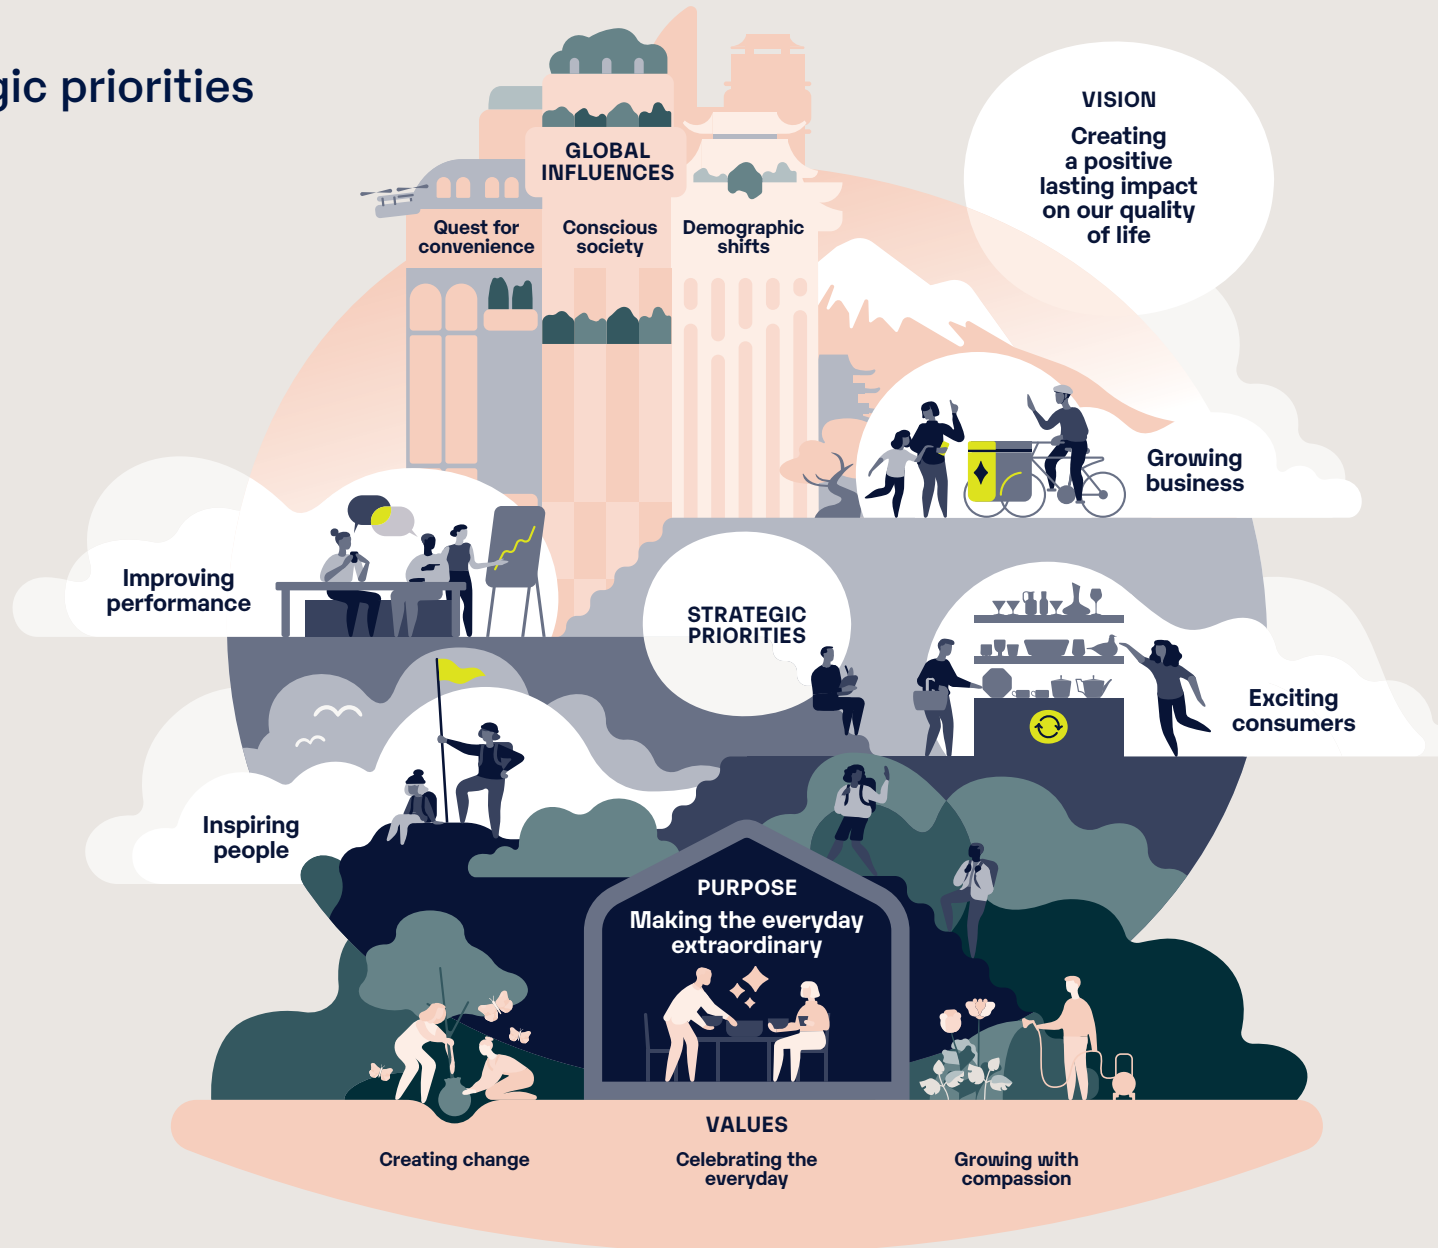 gic priorities
VISION
Creating
a positive
lasting impact
on our quality
of life
GLOBAL
INFLUENCES
Quest for
convenience
Conscious
society
Demographic
shifts
Growing
business
Improving
performance
STRATEGIC
PRIORITIES
Exciting
consumers
Inspiring
people
PURPOSE
Making the everyday
extraordinary
VALUES
Creating change
Celebrating the
everyday
Growing with
compassion